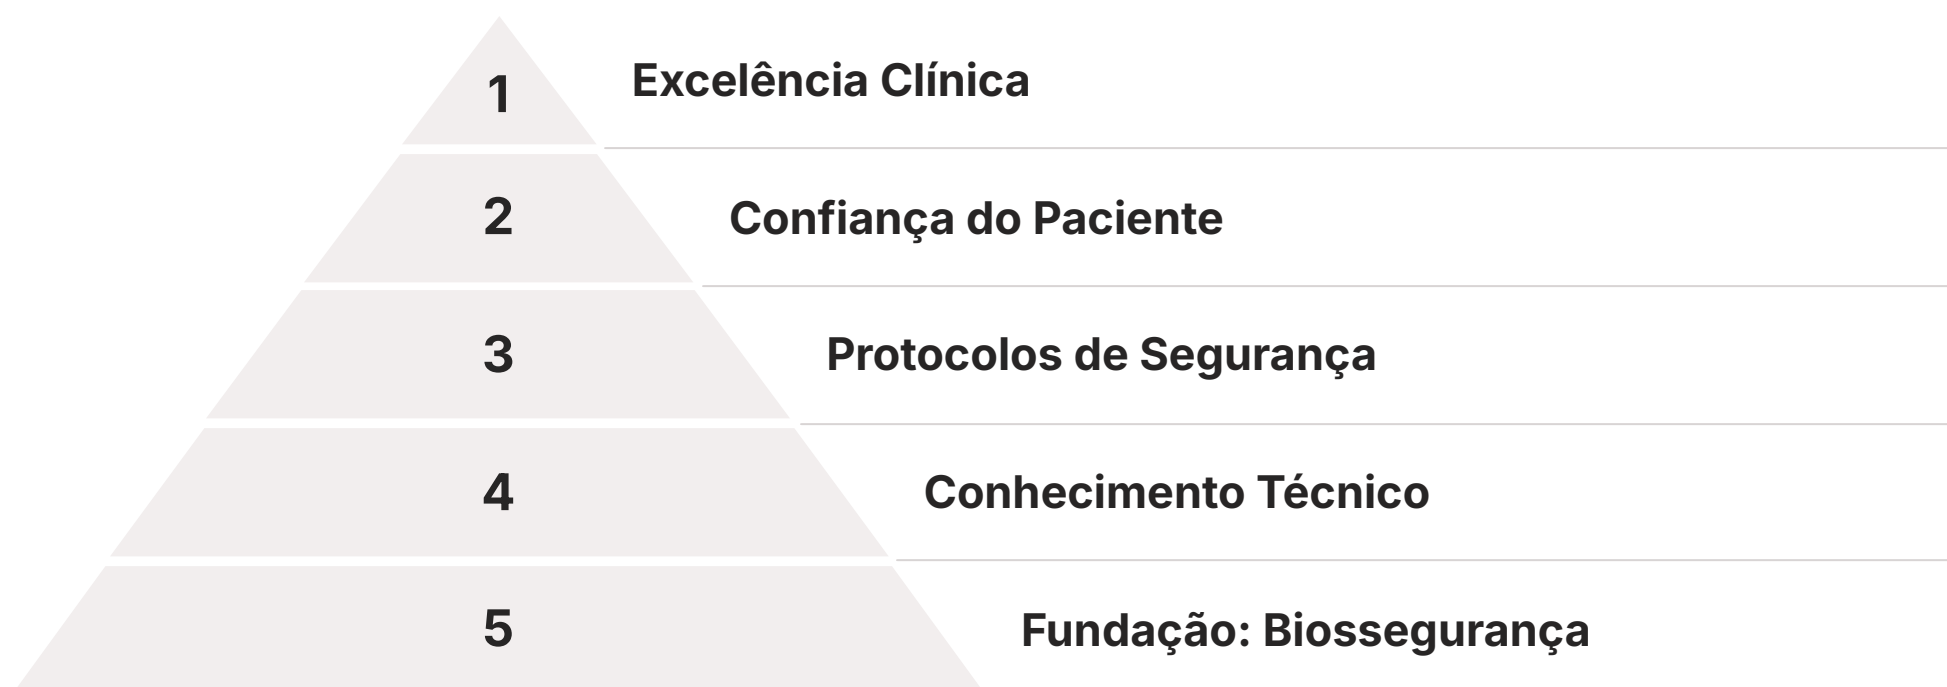 1
Excelência Clínica
2
Confiança do Paciente
3
Protocolos de Segurança
4
Conhecimento Técnico
5
Fundação: Biossegurança